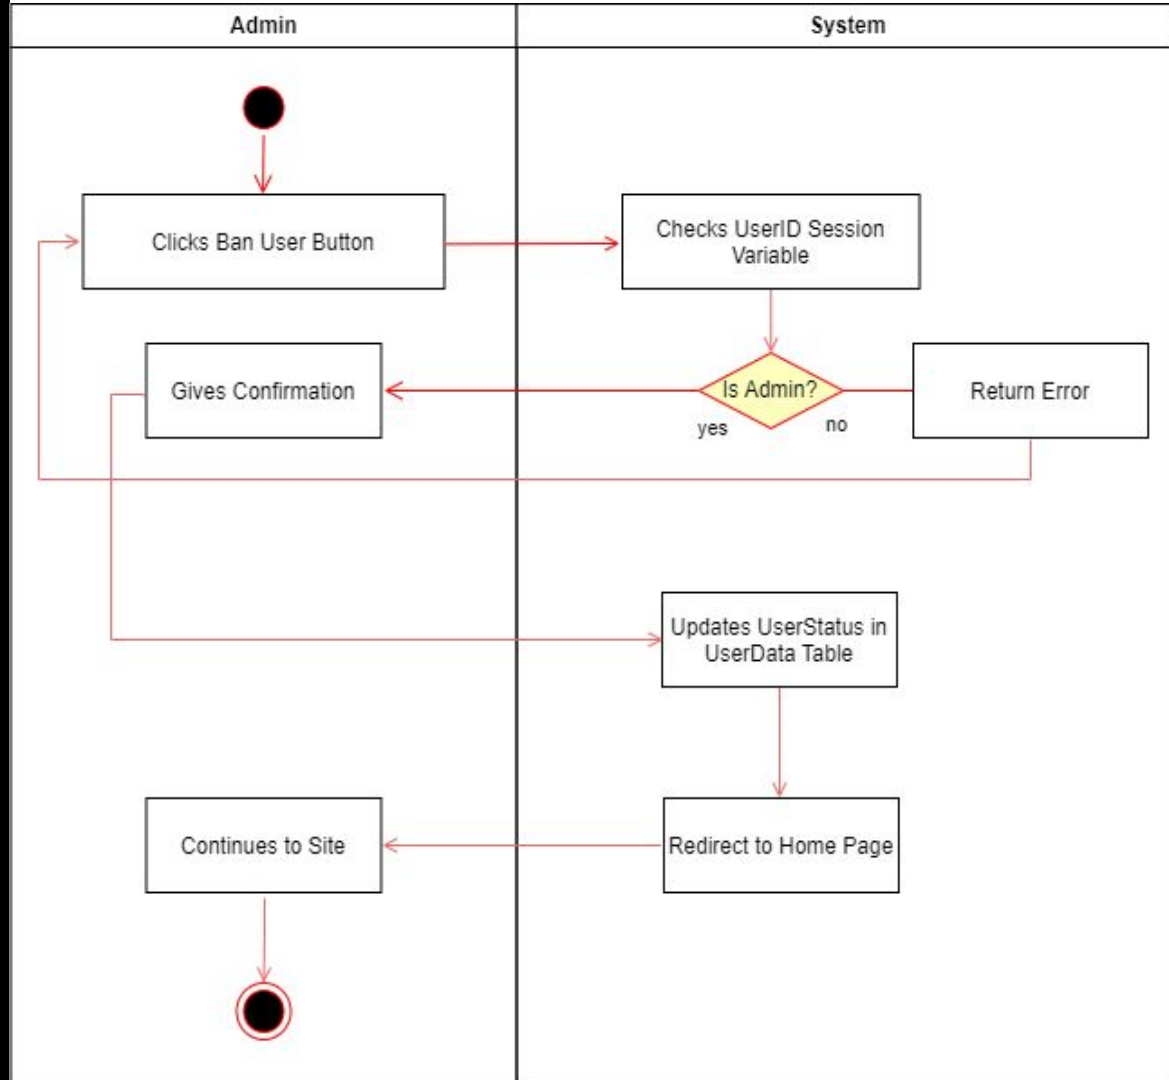 Admin
System
Clicks Ban User Button
Checks UserID Session
Variable
Gives Confirmation
Is Admin?
Return Error
yes
no
Updates UserStatus in
UserData Table
Continues to Site
Redirect to Home Page